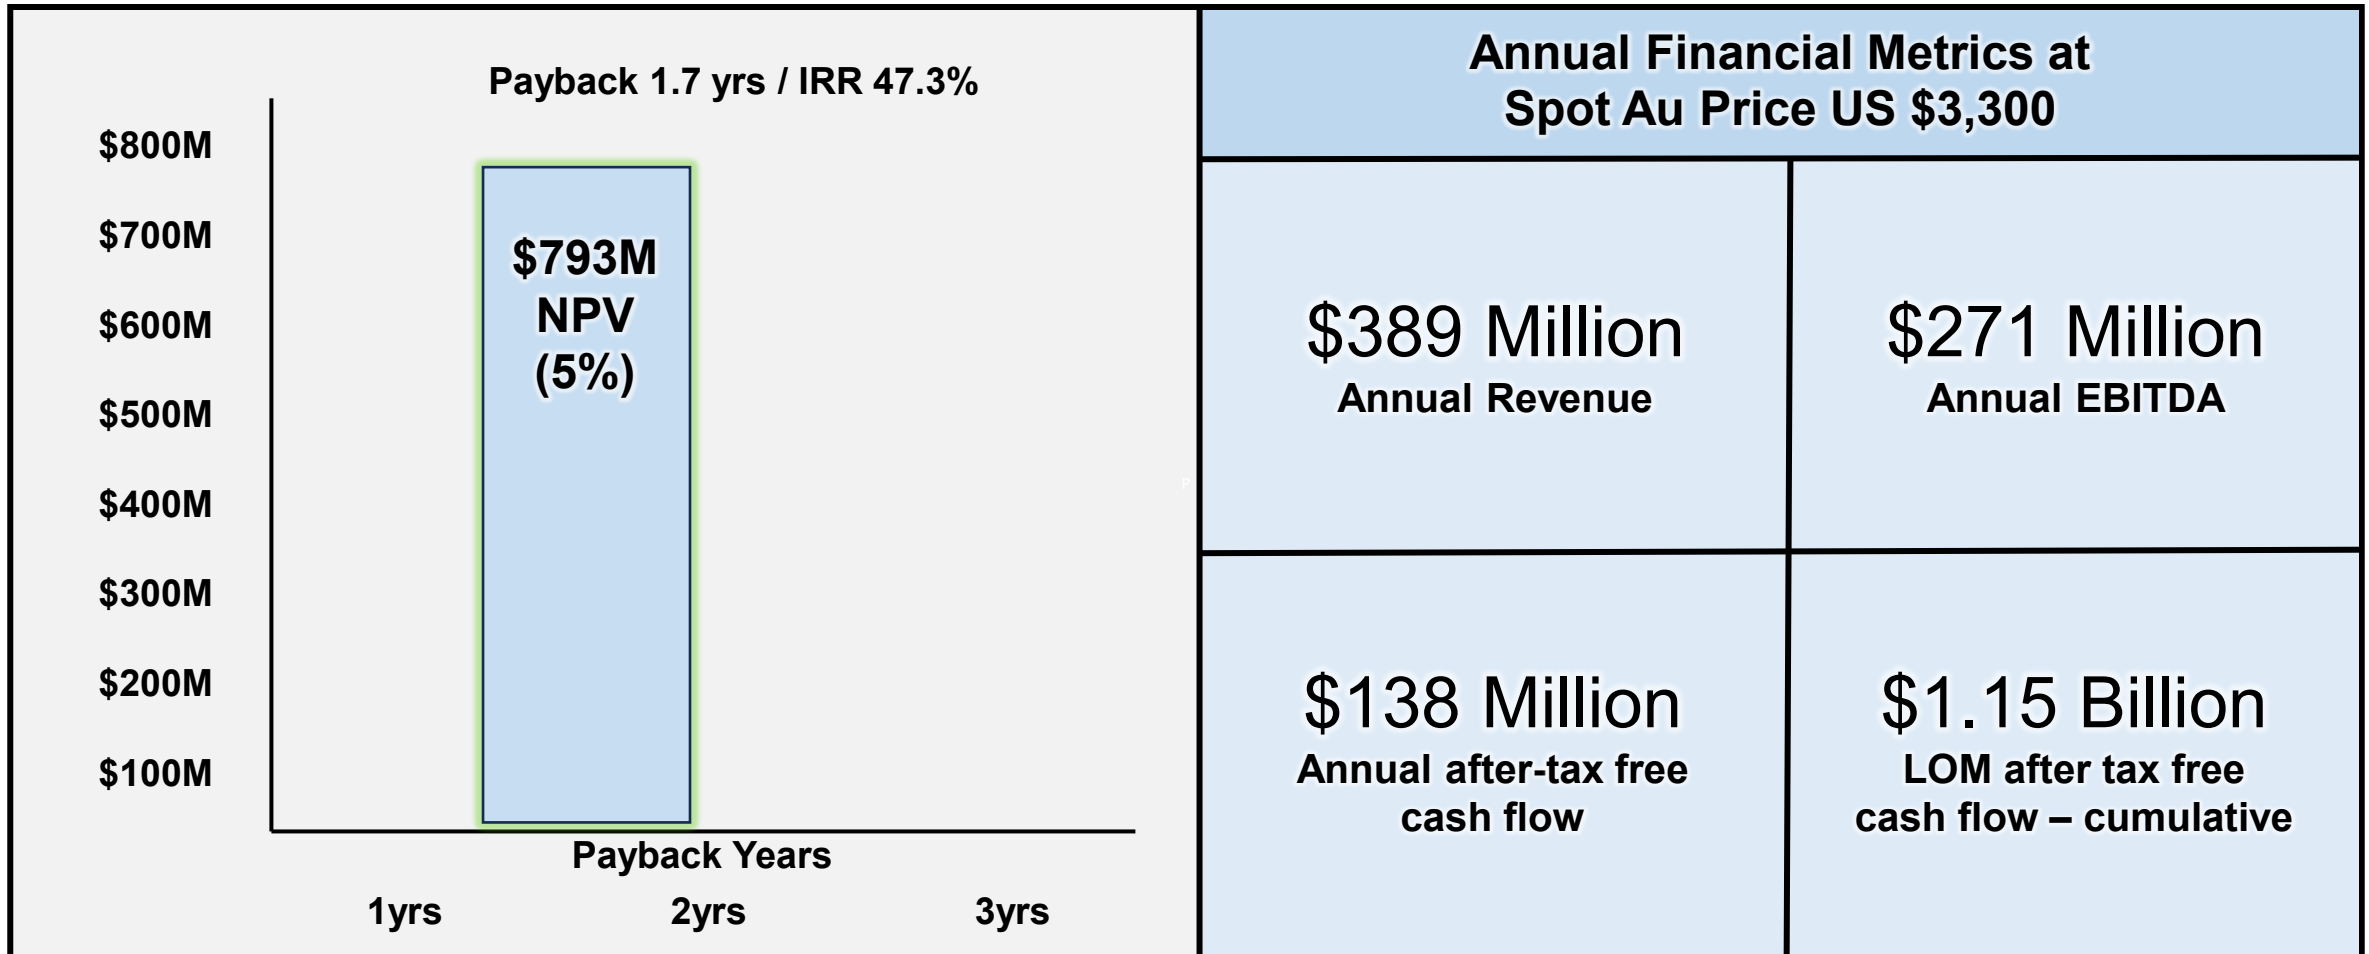 Payback 1.7 yrs / IRR 47.3%
$800M
$700M
$600M
$500M
$400M
$300M
$200M
$100M
$793M
NPV
(5%)
Payback Years
1yrs
2yrs
3yrs
p
Annual Financial Metrics at
Spot Au Price US $3,300
$389 Million
Annual Revenue
$271 Million
Annual EBITDA
$138 Million
Annual after-tax free
cash flow
$1.15 Billion
LOM after tax free
cash flow – cumulative